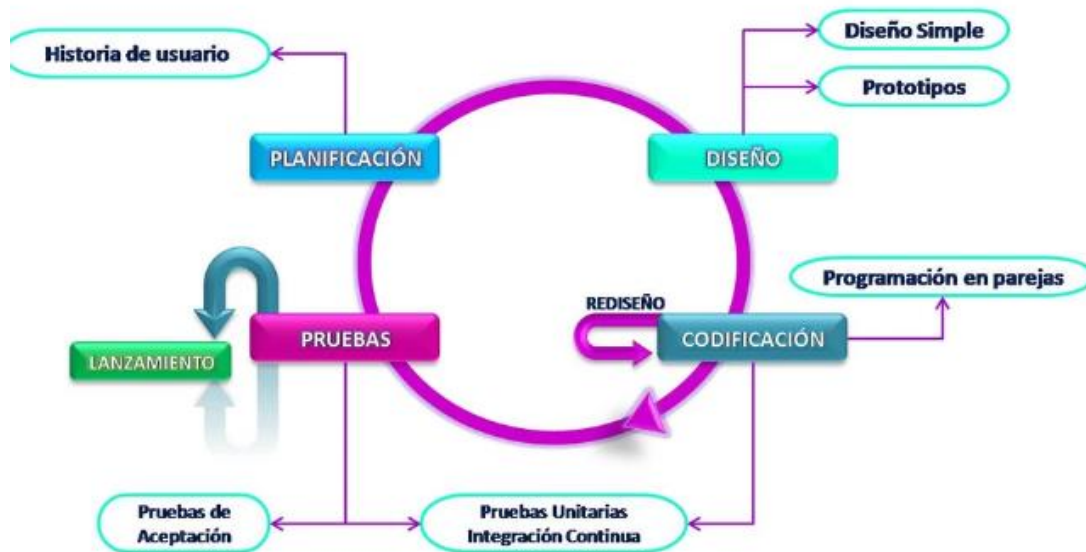 Historia de usuario
Diseño Simple
Prototipos
PLANIFICACIÓN
DISEÑO
Programación en parejas
REDISEÑO
PRUEBAS
CODIFICACIÓN
LANZAMIENTO
Pruebas de
Aceptación
Pruebas Unitarias
Integración Continua